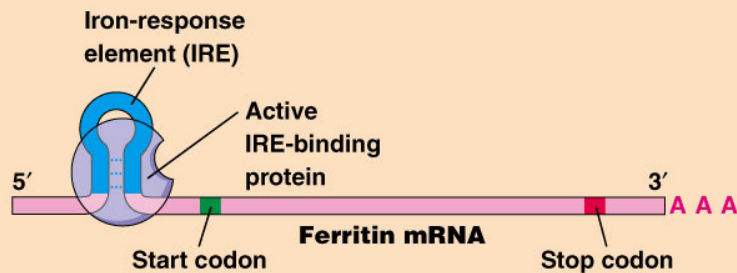 Iron-response
element (IRE)
Active
IRE-binding
protein
5′
3′
A A A
Start codon
Ferritin mRNA
Stop codon